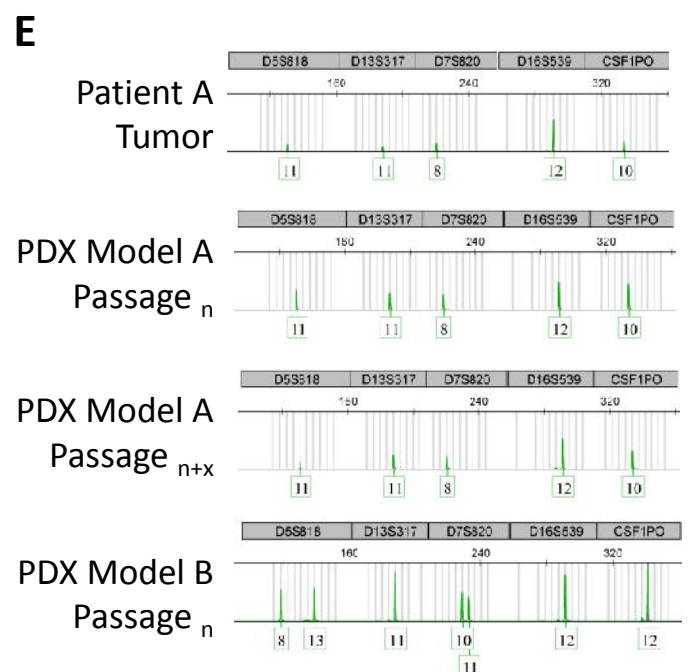 E
Patient A
Tumor
D5S818 D13S317 D7S820 D16S539 CSF1PO
160 240 320
11 11 8 12 10
PDX Model A
Passage n
D5S818 D13S317 D7S820 D16S539 CSF1PO
160 240 320
11 11 8 12 10
PDX Model A
Passage n+x
D5S818 D13S317 D7S820 D16S539 CSF1PO
160 240 320
11 11 8 12 10
PDX Model B
Passage n
D5S818 D13S317 D7S820 D16S539 CSF1PO
160 240 320
8 13 11 10 12 12
11